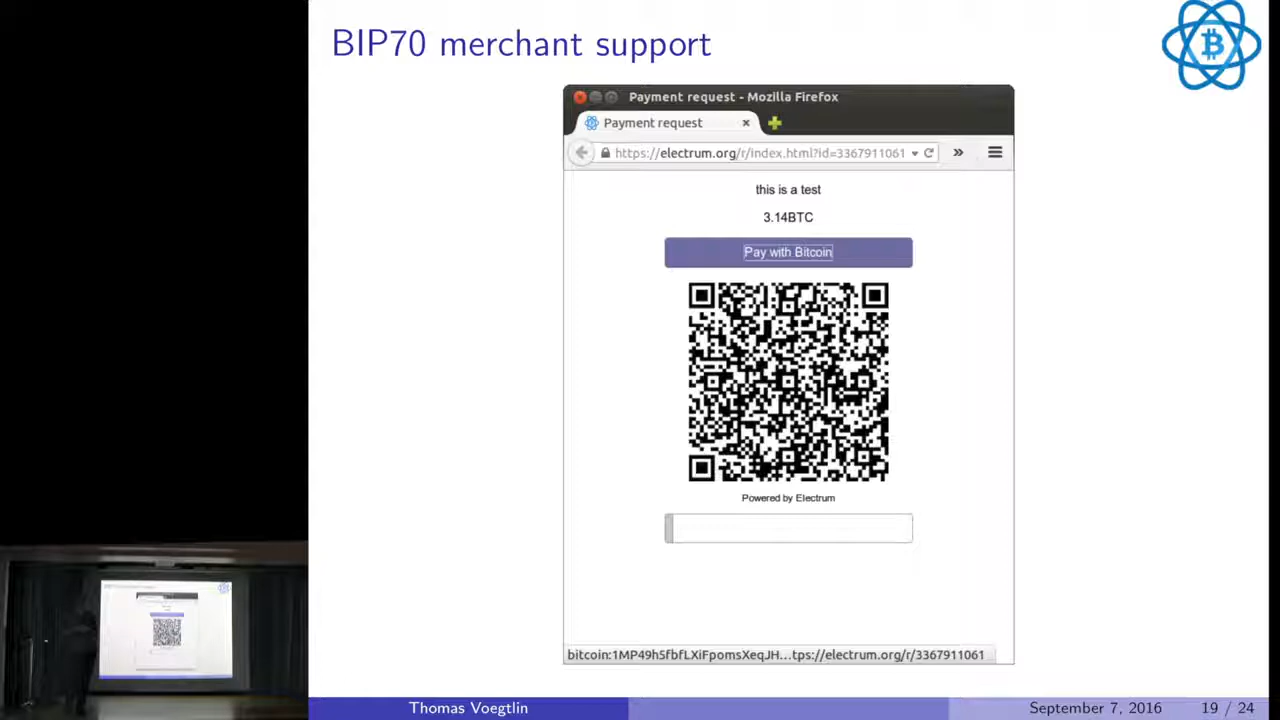 BIP70 merchant support
Payment request - Mozilla Firefox
Payment request
https://electrum.org/r/index.html?id=3367911061
this is a test
3.14BTC
Pay with Bitcoin
Powered by Electrum
bitcoin:1MP49h5fbfLXiFpomsXeqJH...tps://electrum.org/r/3367911061
Thomas Voegtlin
September 7, 2016
19 / 24